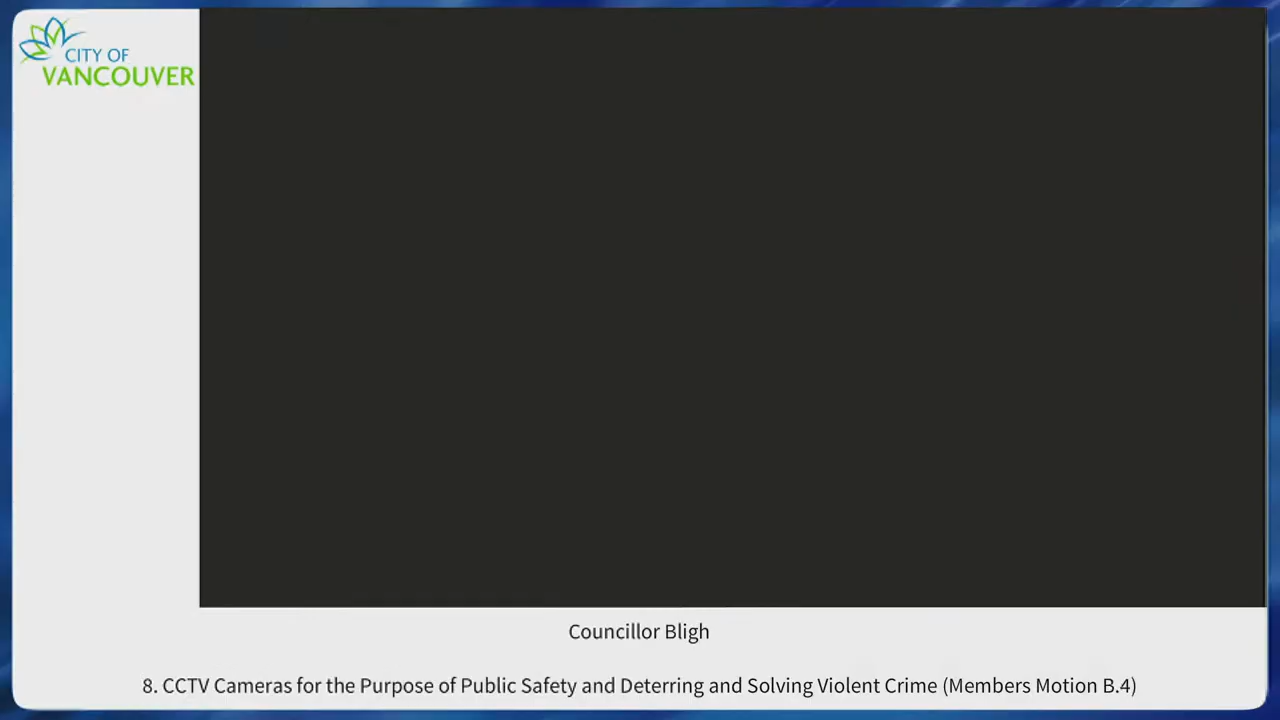 CITY OF
VANCOUVER
Councillor Bligh
8. CCTV Cameras for the Purpose of Public Safety and Deterring and Solving Violent Crime (Members Motion B.4)